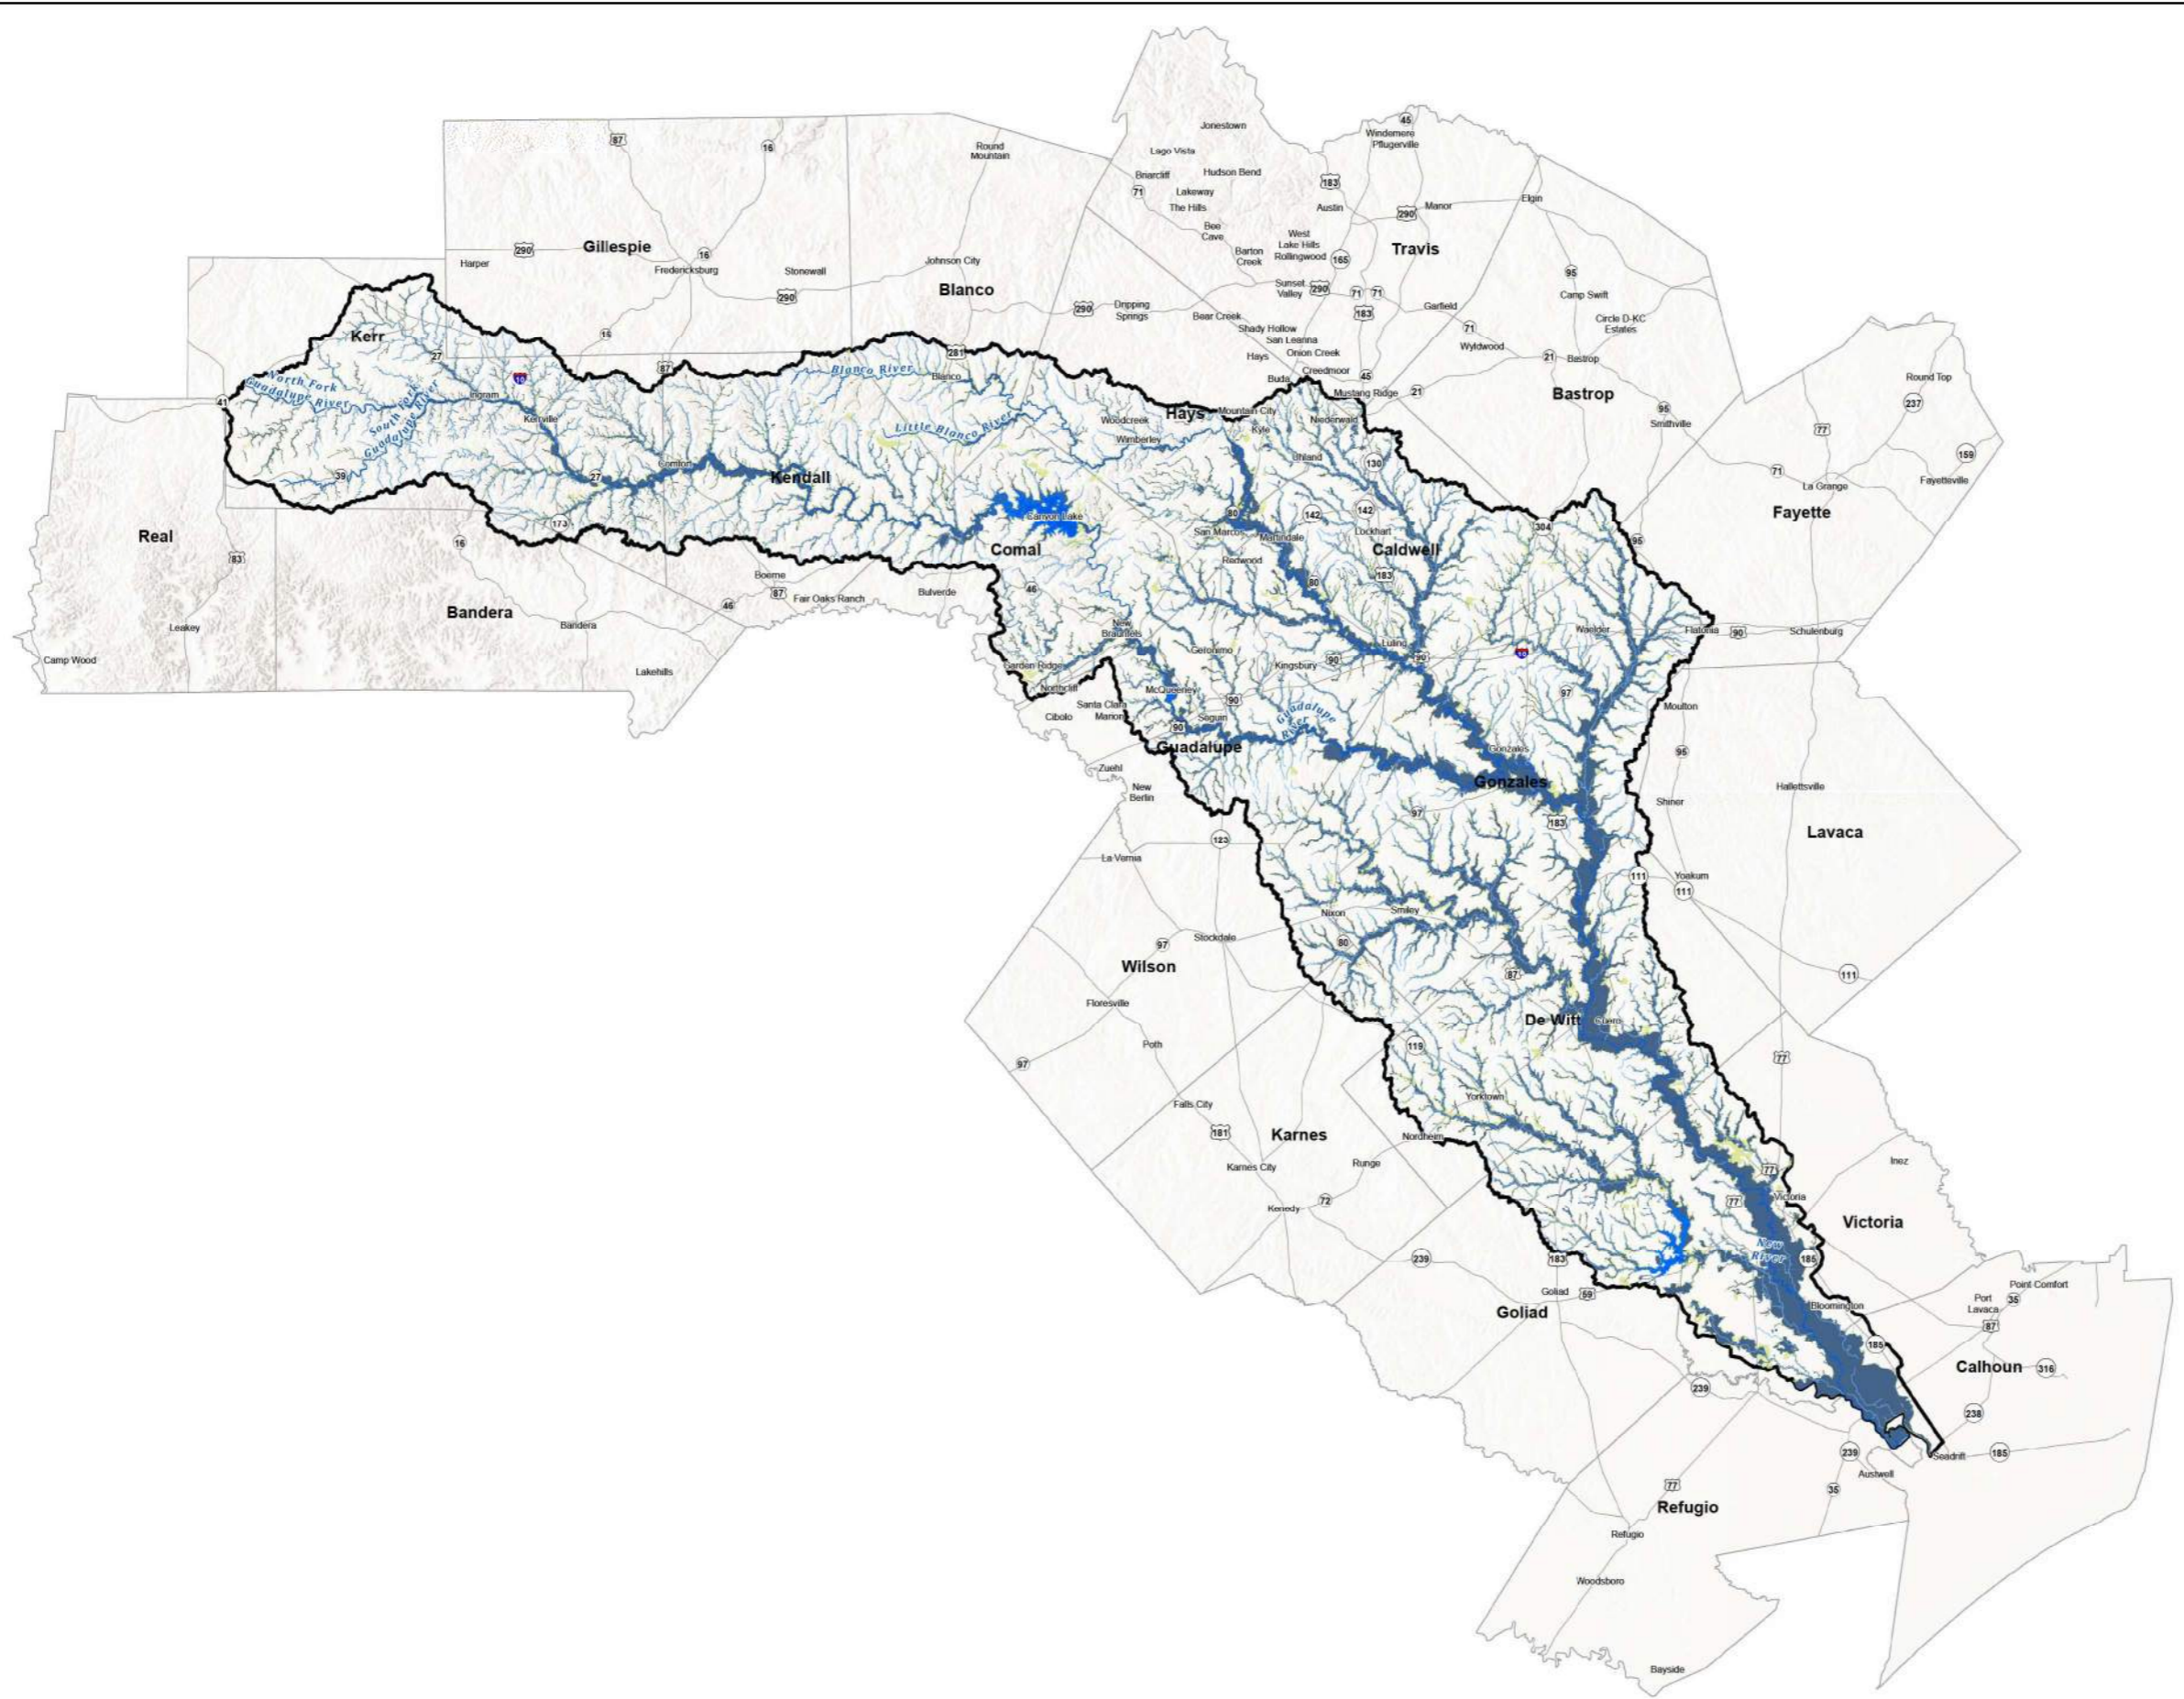 Jonestown
45
Windemere
Pflugerville
87
16
Round
Mountain
Lago Vista
Briarcliff
Hudson Bend
71
Lakeway
183
The Hills
Austin
290
Manor
Elgin
Bee
Cave
West
Lake Hills
Rollingwood
Barton
Creek
165
Travis
290
Gillespie
16
Harper
Fredericksburg
Stonewall
Johnson City
290
Blanco
95
Camp Swift
Sunset
Valley
290
71
71
183
Garfield
290
Dripping
Springs
Bear Creek
Circle D-KC
Estates
Shady Hollow
71
San Leanna
Wyldwood
16
Kerr
27
281
Hays
Onion Creek
21
Bastrop
87
Blanco River
Blanco
Creedmoor
Buda
45
10
North Fork
Guadalupe River
South Fork
Guadalupe River
Ingram
41
Mustang Ridge
21
Bastrop
Round Top
237
Kerrville
Woodcreek
Hays
Mountain City
Niederwald
95
Smithville
77
Little Blanco River
Wimberley
Kyle
Uhland
130
159
Fayetteville
Comfort
39
27
Kendall
71
La Grange
Fayette
Canyon Lake
80
142
142
173
San Marcos
Martindale
Lockhart
304
95
Real
16
83
Comal
Redwood
Caldwell
183
80
Boerne
87
Fair Oaks Ranch
Bulverde
46
46
Bandera
Leakey
Bandera
New
Braunfels
Waelder
Flatonia
90
Schulenburg
Camp Wood
Lakehills
Garden Ridge
Geronimo
Kingsbury
90
Luling
90
10
Northcliff
McQueeney
97
Santa Clara
Marion
Cibolo
90
Seguin
90
Guadalupe
River
Moulton
Guadalupe
Gonzales
95
Zuehl
Gonzales
New
Berlin
Hallettsville
Shiner
97
183
123
Lavaca
La Vernia
111
Yoakum
111
Nixon
Smiley
Stockdale
97
80
Wilson
87
111
Floresville
De Witt
Cuero
Poth
119
77
97
Yorktown
Falls City
181
Karnes
Nordheim
Runge
Karnes City
Inez
77
72
Kenedy
77
Victoria
Victoria
New
River
239
183
185
Goliad
59
Goliad
Bloomington
Point Comfort
Port
Lavaca
35
87
185
Calhoun
316
239
238
239
Seadrift
185
Austwell
77
35
Refugio
Refugio
Woodsboro
Bayside